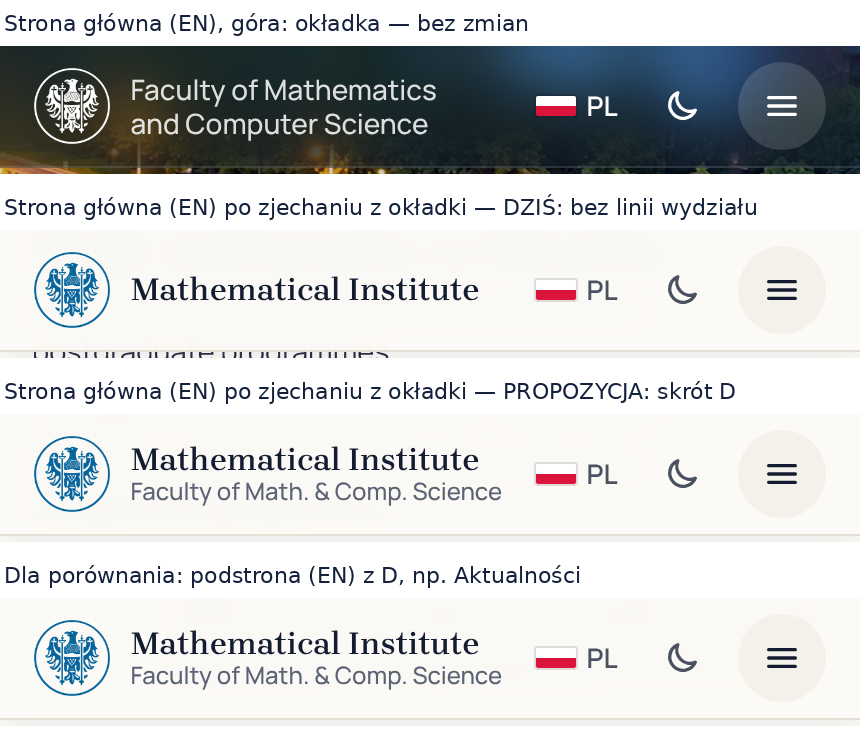 Strona główna (EN), góra: okładka — bez zmian
Faculty of Mathematics
and Computer Science
PL
Strona główna (EN) po zjechaniu z okładki — DZIŚ: bez linii wydziału
Mathematical Institute
PL
postgraduate programmes
Strona główna (EN) po zjechaniu z okładki — PROPOZYCJA: skrót D
Mathematical Institute
Faculty of Math. & Comp. Science
PL
Dla porównania: podstrona (EN) z D, np. Aktualności
Mathematical Institute
Faculty of Math. & Comp. Science
PL